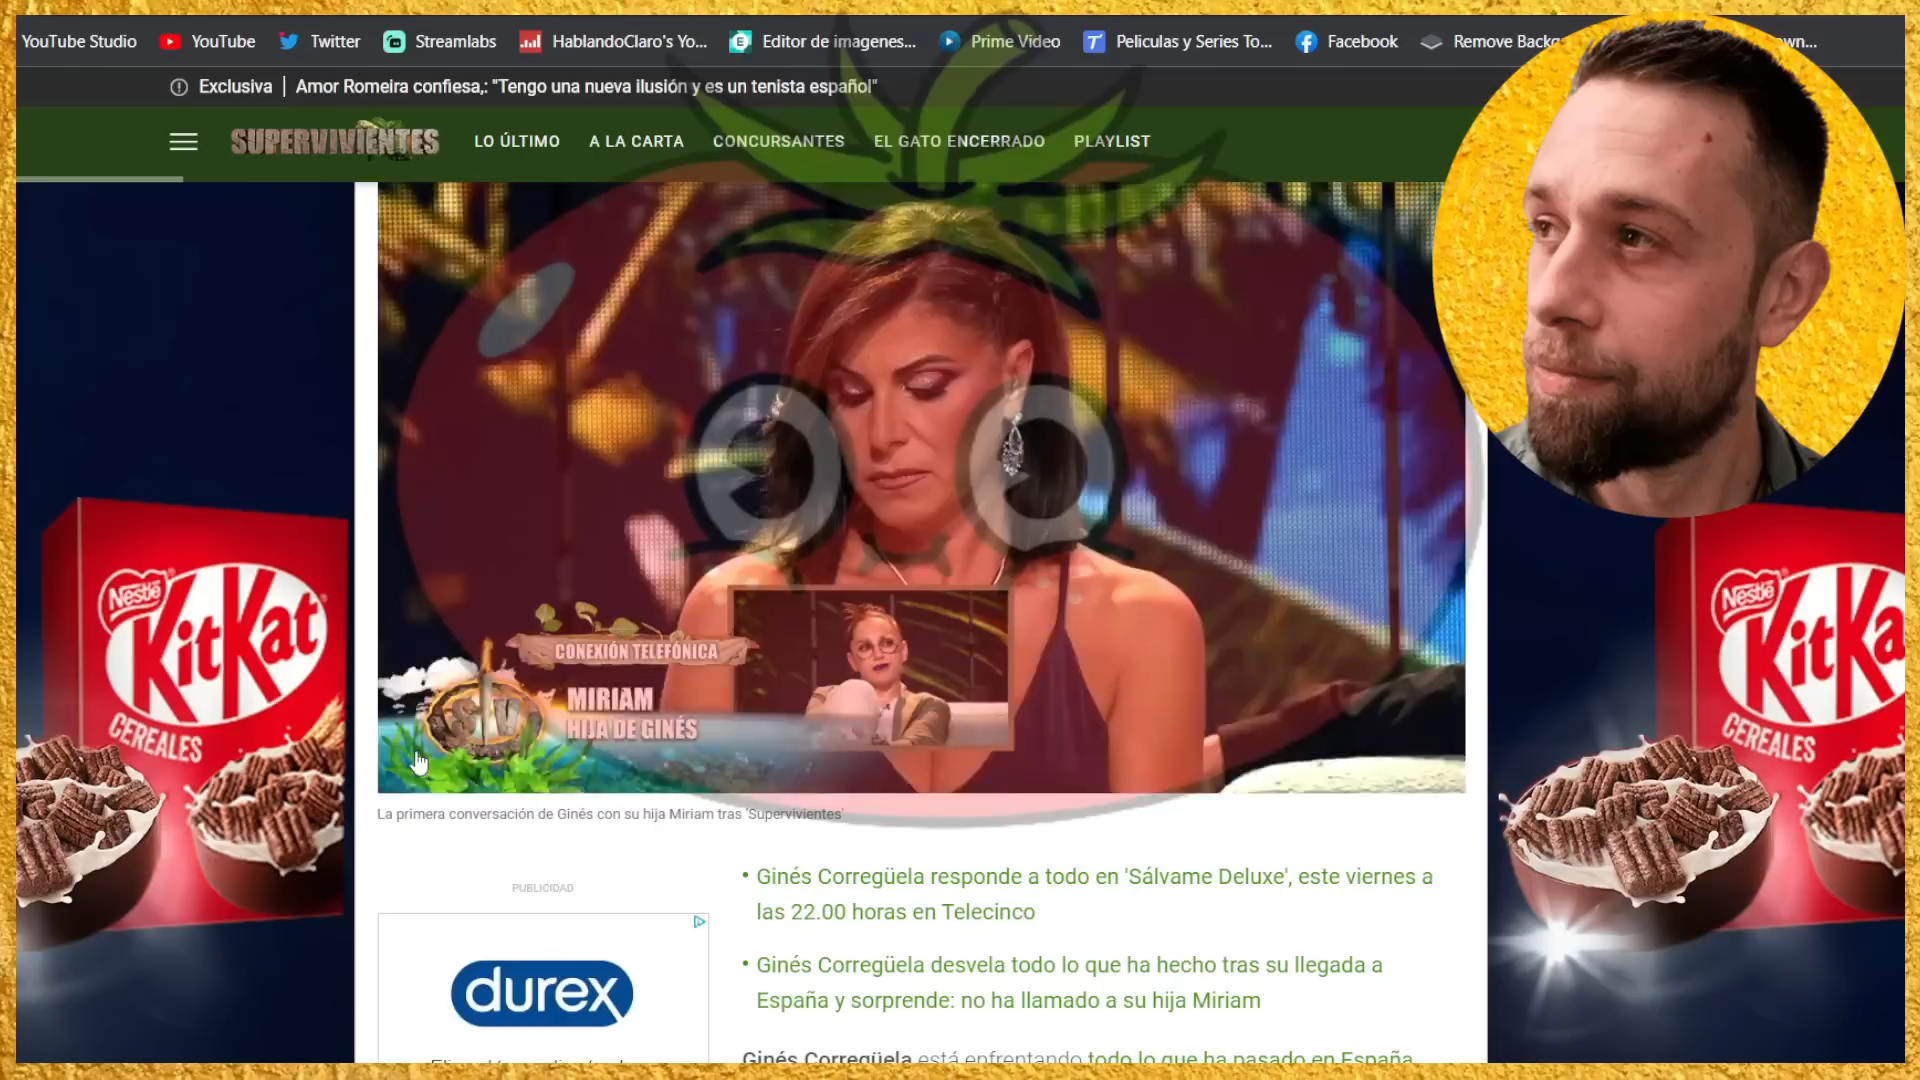 YouTube Studio YouTube Twitter Streamlabs HablandoClaro's Yo... Editor de imagenes... Prime Video Peliculas y Series To... Facebook Remove Backg own...
Exclusiva | Amor Romeira confiesa,: "Tengo una nueva ilusión y es un tenista español"
SUPERVIVIENTES LO ÚLTIMO A LA CARTA CONCURSANTES EL GATO ENCERRADO PLAYLIST
Nestlé
KitKat
CEREALES
CONEXIÓN TELEFÓNICA
MIRIAM
HIJA DE GINÉS
Nestlé
KitKa
CEREALES
La primera conversación de Ginés con su hija Miriam tras 'Supervivientes'
PUBLICIDAD
durex
• Ginés Corregüela responde a todo en 'Sálvame Deluxe', este viernes a
las 22.00 horas en Telecinco
• Ginés Corregüela desvela todo lo que ha hecho tras su llegada a
España y sorprende: no ha llamado a su hija Miriam
Ginés Corregüela está enfrentando todo lo que ha pasado en España